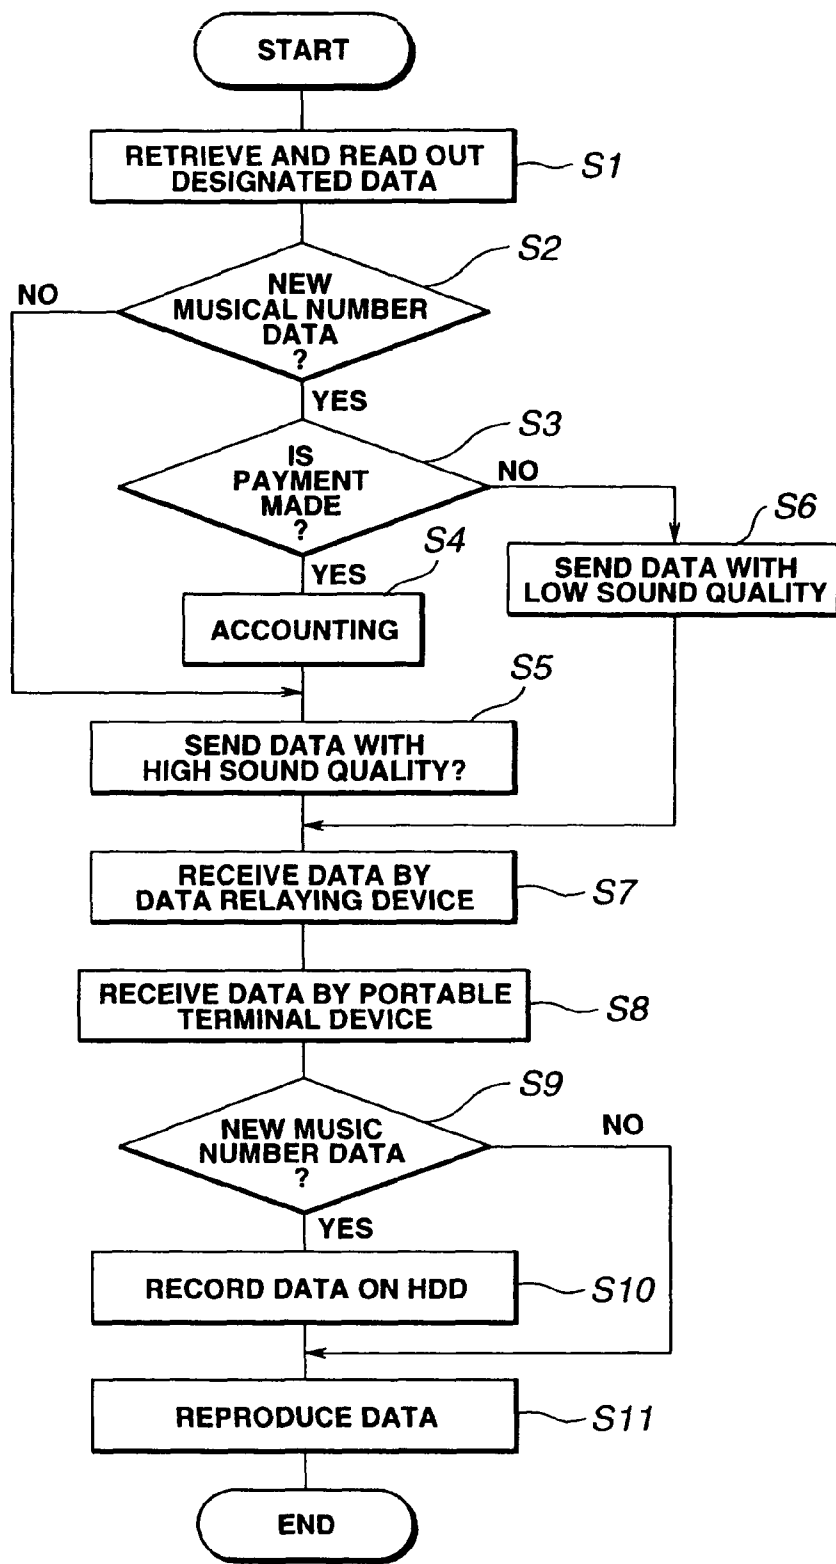 START
RETRIEVE AND READ OUT
DESIGNATED DATA
S1
S2
NEW
MUSICAL NUMBER
DATA
?
NO
YES
S3
IS
PAYMENT
MADE
?
NO
YES
S4
ACCOUNTING
S6
SEND DATA WITH
LOW SOUND QUALITY
S5
SEND DATA WITH
HIGH SOUND QUALITY?
RECEIVE DATA BY
DATA RELAYING DEVICE
S7
RECEIVE DATA BY PORTABLE
TERMINAL DEVICE
S8
S9
NEW MUSIC
NUMBER DATA
?
NO
YES
RECORD DATA ON HDD
S10
REPRODUCE DATA
S11
END